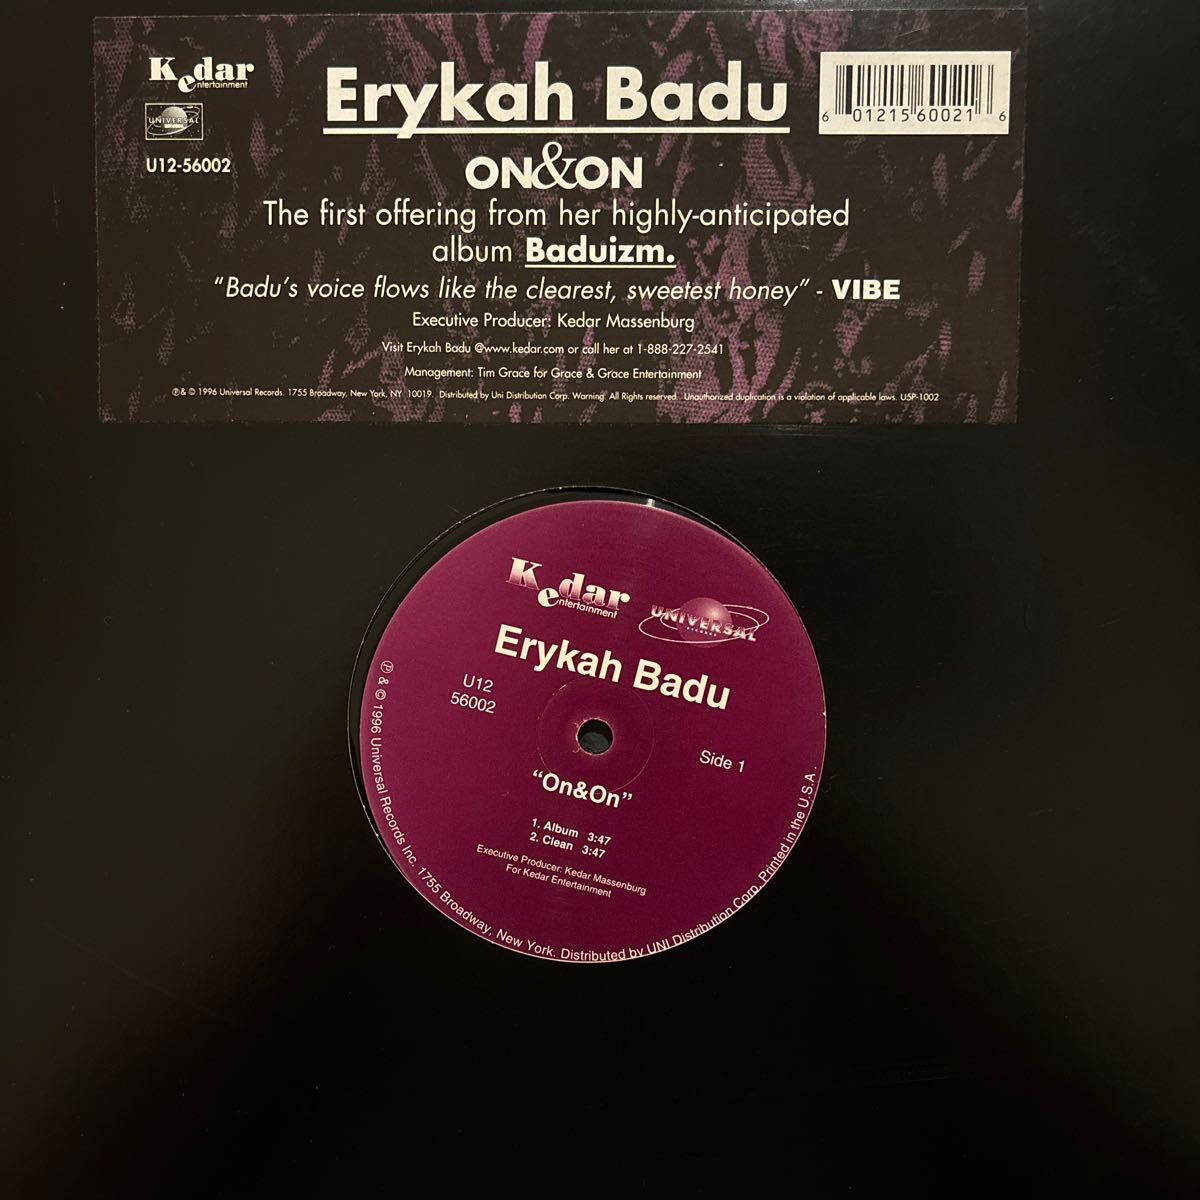 Kedar
entertainment
UNIVERSAL
RECORDS
U12-56002
Erykah Badu
6 01215 60021 6
ON&ON
The first offering from her highly-anticipated
album Baduizm.
"Badu's voice flows like the clearest, sweetest honey" - VIBE
Executive Producer: Kedar Massenburg
Visit Erykah Badu @www.kedar.com or call her at 1-888-227-2541
Management: Tim Grace for Grace & Grace Entertainment
℗& © 1996 Universal Records. 1755 Broadway, New York, NY 10019. Distributed by Uni Distribution Corp. Warning. All Rights reserved. Unauthorized duplication is a violation of applicable laws. U5P-1002
Kedar
entertainment
UNIVERSAL
RECORDS
Erykah Badu
U12
56002
Side 1
"On&On"
1. Album 3:47
2. Clean 3:47
Executive Producer: Kedar Massenburg
For Kedar Entertainment
℗ & © 1996 Universal Records Inc. 1755 Broadway, New York. Distributed by UNI Distribution Corp. Printed in the U.S.A.